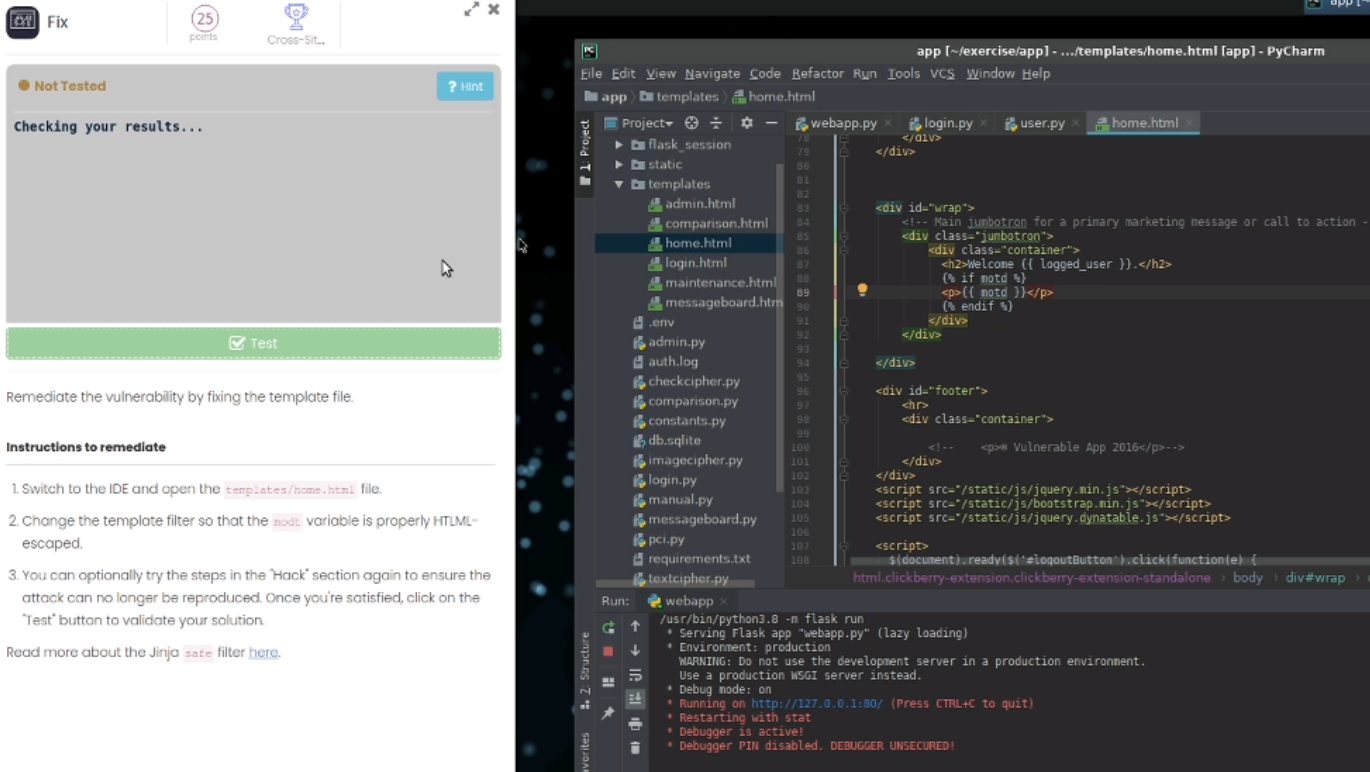 Fix
25
points
Cross-Sit...
Not Tested
? Hint
Checking your results...
Test
Remediate the vulnerability by fixing the template file.
Instructions to remediate
1. Switch to the IDE and open the templates/home.html file.
2. Change the template filter so that the modt variable is properly HTML-
escaped.
3. You can optionally try the steps in the "Hack" section again to ensure the
attack can no longer be reproduced. Once you're satisfied, click on the
"Test" button to validate your solution.
Read more about the Jinja safe filter here.
app [~
app [~/exercise/app] - .../templates/home.html [app] - PyCharm
File Edit View Navigate Code Refactor Run Tools VCS Window Help
app templates home.html
1: Project
Project
webapp.py × login.py × user.py × home.html ×
flask_session
static
templates
admin.html
comparison.html
home.html
login.html
maintenance.html
messageboard.htm
.env
admin.py
auth.log
checkcipher.py
comparison.py
constants.py
db.sqlite
imagecipher.py
login.py
manual.py
messageboard.py
pci.py
requirements.txt
textcipher.py
78 </div>
79 </div>
80
81
82
83 <div id="wrap">
84 <!-- Main jumbotron for a primary marketing message or call to action -
85 <div class="jumbotron">
86 <div class="container">
87 <h2>Welcome {{ logged_user }}.</h2>
88 {% if motd %}
89 <p>{{ motd }}</p>
90 {% endif %}
91 </div>
92 </div>
93
94 </div>
95
96 <div id="footer">
97 <hr>
98 <div class="container">
99
100 <!-- <p>※ Vulnerable App 2016</p>-->
101 </div>
102 </div>
103 <script src="/static/js/jquery.min.js"></script>
104 <script src="/static/js/bootstrap.min.js"></script>
105 <script src="/static/js/jquery.dynatable.js"></script>
106
107 <script>
108 $(document).ready($('#logoutButton').click(function(e) {
html.clickberry-extension.clickberry-extension-standalone › body › div#wrap ›
Run: webapp ×
/usr/bin/python3.8 -m flask run
* Serving Flask app "webapp.py" (lazy loading)
* Environment: production
WARNING: Do not use the development server in a production environment.
Use a production WSGI server instead.
* Debug mode: on
* Running on http://127.0.0.1:80/ (Press CTRL+C to quit)
* Restarting with stat
* Debugger is active!
* Debugger PIN disabled. DEBUGGER UNSECURED!
7: Structure
avorites